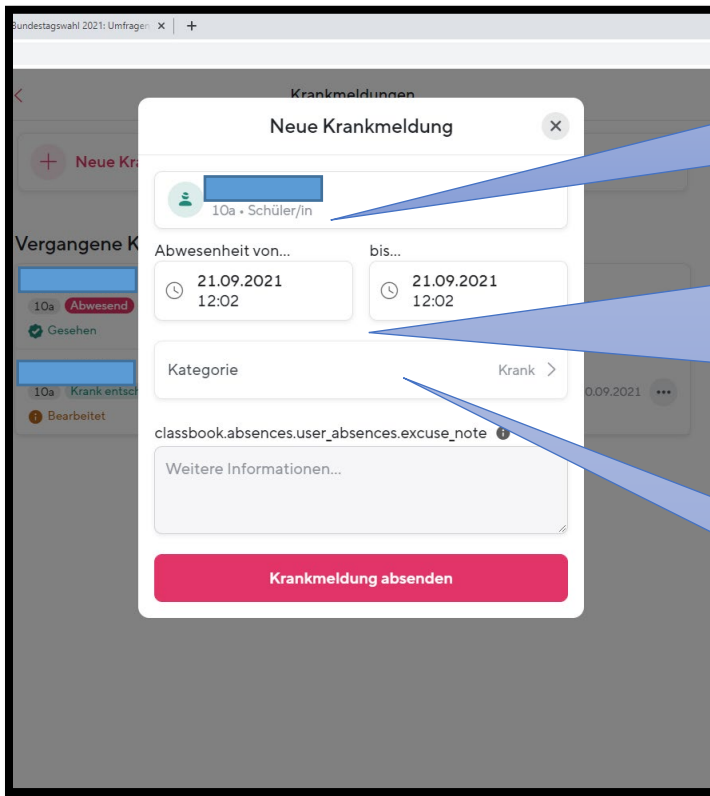 Bundestagswahl 2021: Umfragen
Krankmeldungen
Neue Krankmeldung
Neue Kra
10a • Schüler/in
Vergangene K
Abwesenheit von...
bis...
21.09.2021
12:02
21.09.2021
12:02
10a Abwesend
Gesehen
Kategorie
Krank
10a Krank entsch
0.09.2021
Bearbeitet
classbook.absences.user_absences.excuse_note
Weitere Informationen...
Krankmeldung absenden